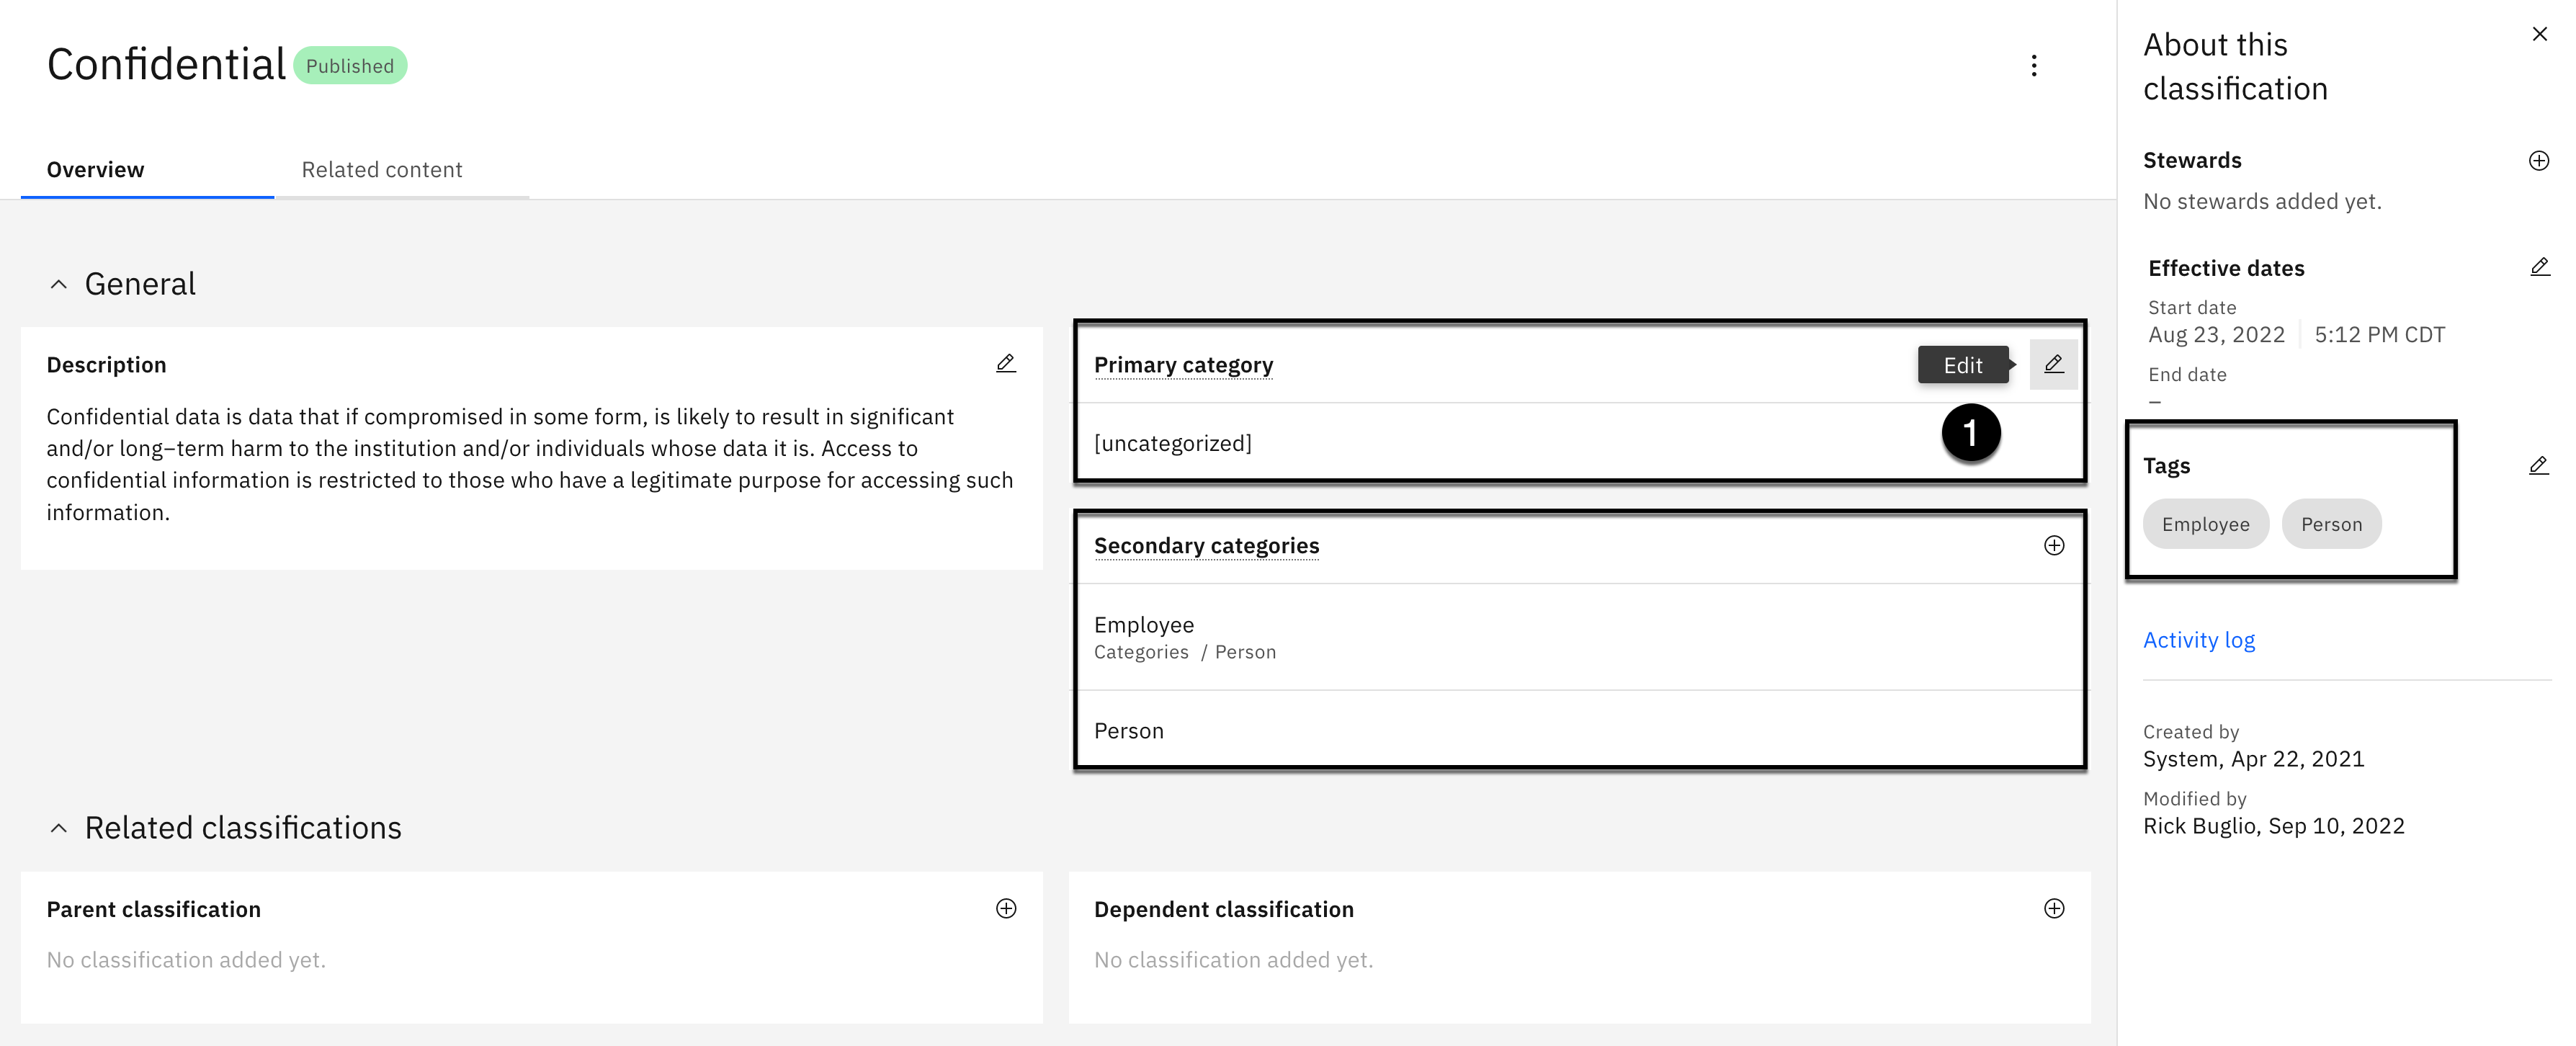 Confidential Published
Overview Related content
General
Description
Confidential data is data that if compromised in some form, is likely to result in significant
and/or long–term harm to the institution and/or individuals whose data it is. Access to
confidential information is restricted to those who have a legitimate purpose for accessing such
information.
Primary category
Edit
1
[uncategorized]
Secondary categories
Employee
Categories / Person
Person
Related classifications
Parent classification
No classification added yet.
Dependent classification
No classification added yet.
About this
classification
Stewards
No stewards added yet.
Effective dates
Start date
Aug 23, 2022 5:12 PM CDT
End date
–
Tags
Employee Person
Activity log
Created by
System, Apr 22, 2021
Modified by
Rick Buglio, Sep 10, 2022